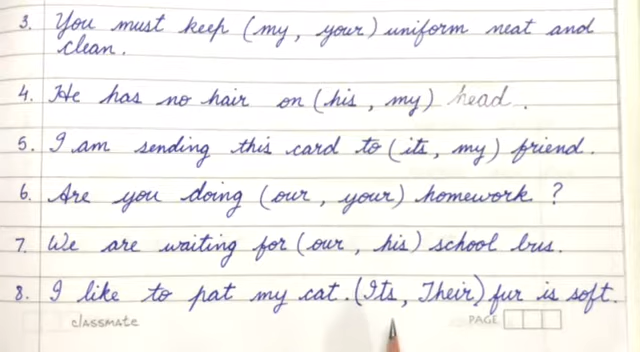 3. You must keep (my, your) uniform neat and
clean.
4. He has no hair on (his, my) head.
5. I am sending this card to (its, my) friend.
6. Are you doing (our, your) homework ?
7. We are waiting for (our, his) school bus.
8. I like to pat my cat. (Its, Their) fur is soft.
classmate PAGE